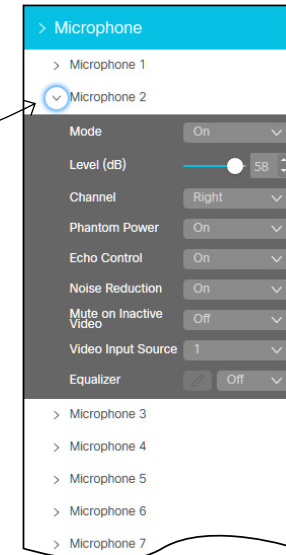 Microphone
Microphone 1
Microphone 2
Mode On
Level (dB) 58
Channel Right
Phantom Power On
Echo Control On
Noise Reduction On
Mute on Inactive
Video Off
Video Input Source 1
Equalizer Off
Microphone 3
Microphone 4
Microphone 5
Microphone 6
Microphone 7